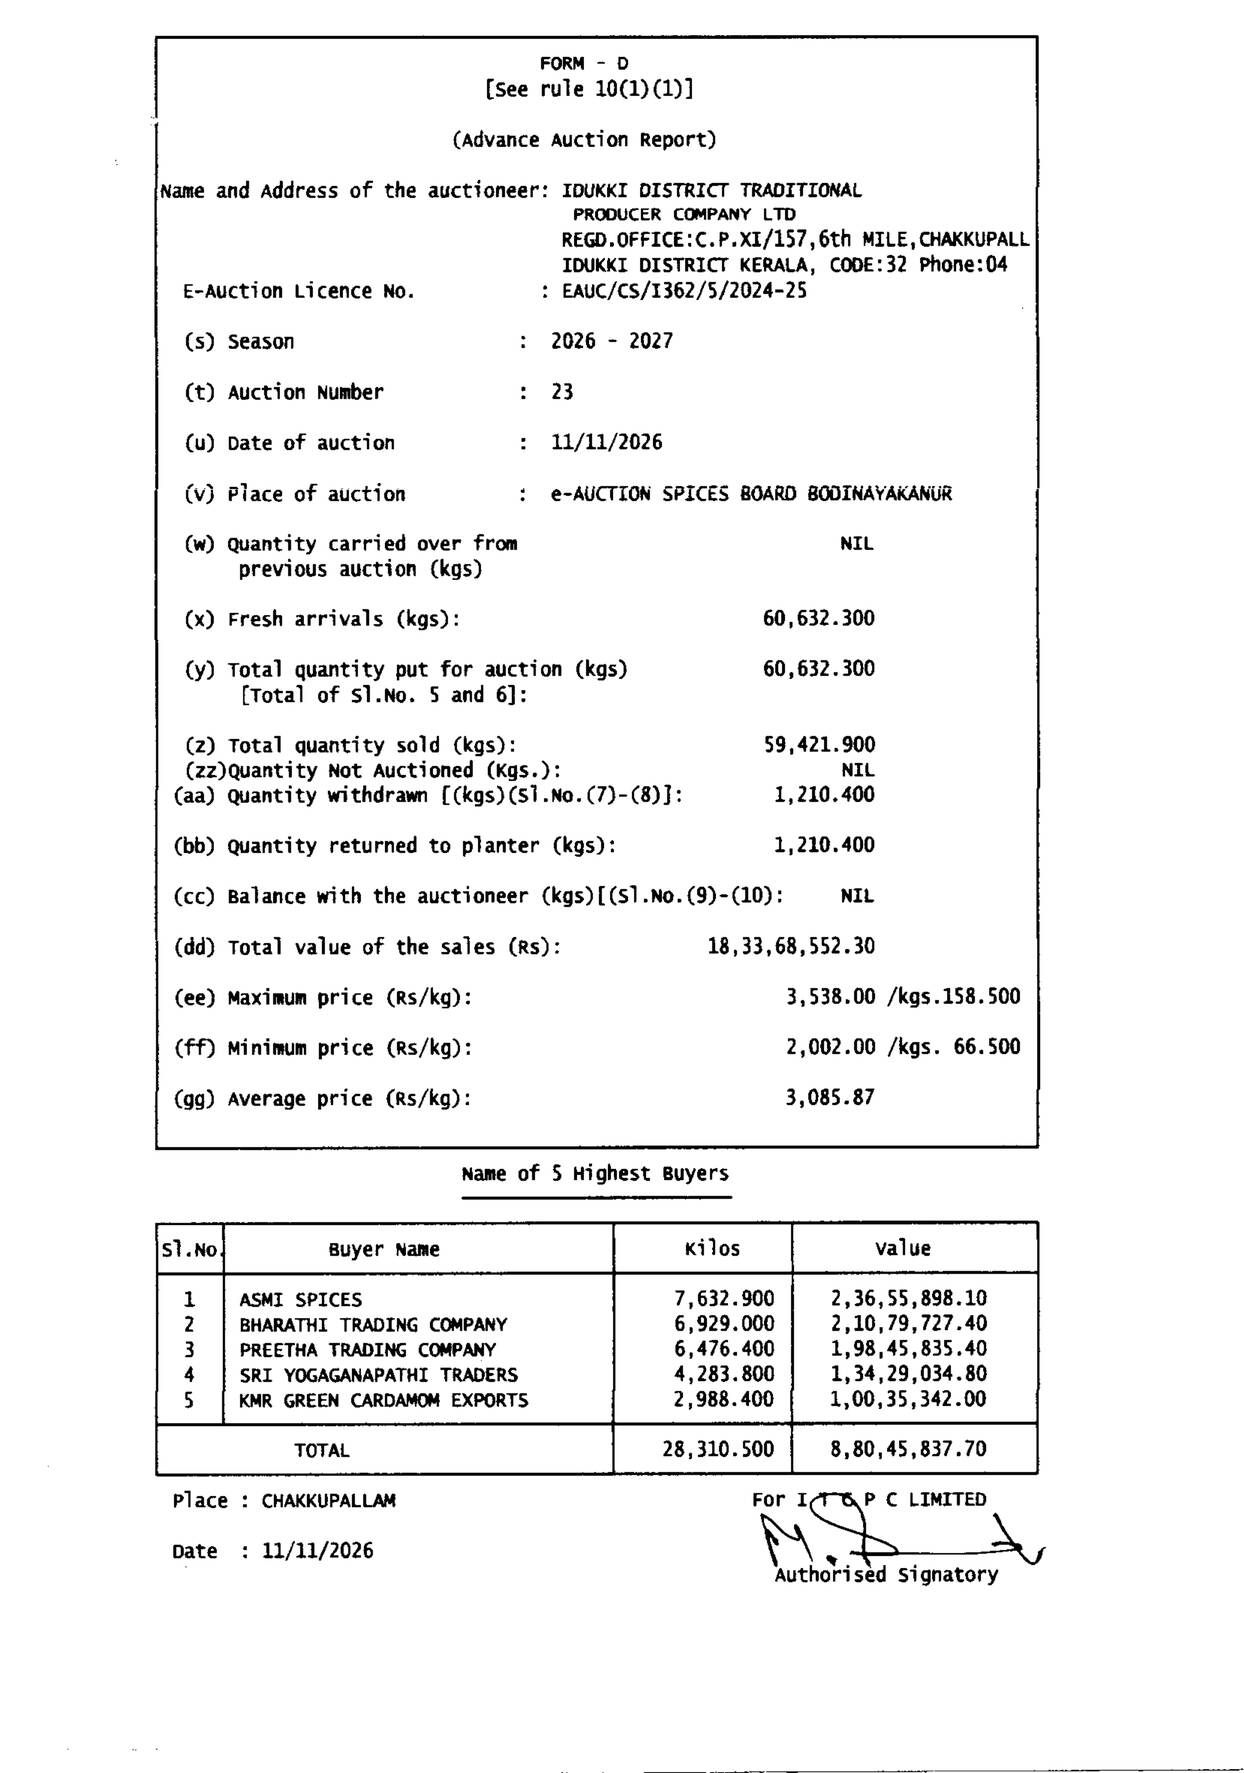 FORM - D
[See rule 10(1)(1)]
(Advance Auction Report)
Name and Address of the auctioneer: IDUKKI DISTRICT TRADITIONAL
PRODUCER COMPANY LTD
REGD.OFFICE:C.P.XI/157,6th MILE,CHAKKUPALL
IDUKKI DISTRICT KERALA, CODE:32 Phone:04
E-Auction Licence No. : EAUC/CS/I362/5/2024-25
(s) Season : 2026 - 2027
(t) Auction Number : 23
(u) Date of auction : 11/11/2026
(v) Place of auction : e-AUCTION SPICES BOARD BODINAYAKANUR
(w) Quantity carried over from NIL
previous auction (kgs)
(x) Fresh arrivals (kgs): 60,632.300
(y) Total quantity put for auction (kgs) 60,632.300
[Total of Sl.No. 5 and 6]:
(z) Total quantity sold (kgs): 59,421.900
(zz)Quantity Not Auctioned (Kgs.): NIL
(aa) Quantity withdrawn [(kgs)(Sl.No.(7)-(8)]: 1,210.400
(bb) Quantity returned to planter (kgs): 1,210.400
(cc) Balance with the auctioneer (kgs)[(Sl.No.(9)-(10): NIL
(dd) Total value of the sales (Rs): 18,33,68,552.30
(ee) Maximum price (Rs/kg): 3,538.00 /kgs.158.500
(ff) Minimum price (Rs/kg): 2,002.00 /kgs. 66.500
(gg) Average price (Rs/kg): 3,085.87
Name of 5 Highest Buyers
Sl.No. Buyer Name Kilos Value
1 ASMI SPICES 7,632.900 2,36,55,898.10
2 BHARATHI TRADING COMPANY 6,929.000 2,10,79,727.40
3 PREETHA TRADING COMPANY 6,476.400 1,98,45,835.40
4 SRI YOGAGANAPATHI TRADERS 4,283.800 1,34,29,034.80
5 KMR GREEN CARDAMOM EXPORTS 2,988.400 1,00,35,342.00
TOTAL 28,310.500 8,80,45,837.70
Place : CHAKKUPALLAM For I T D P C LIMITED
Date : 11/11/2026
Authorised Signatory